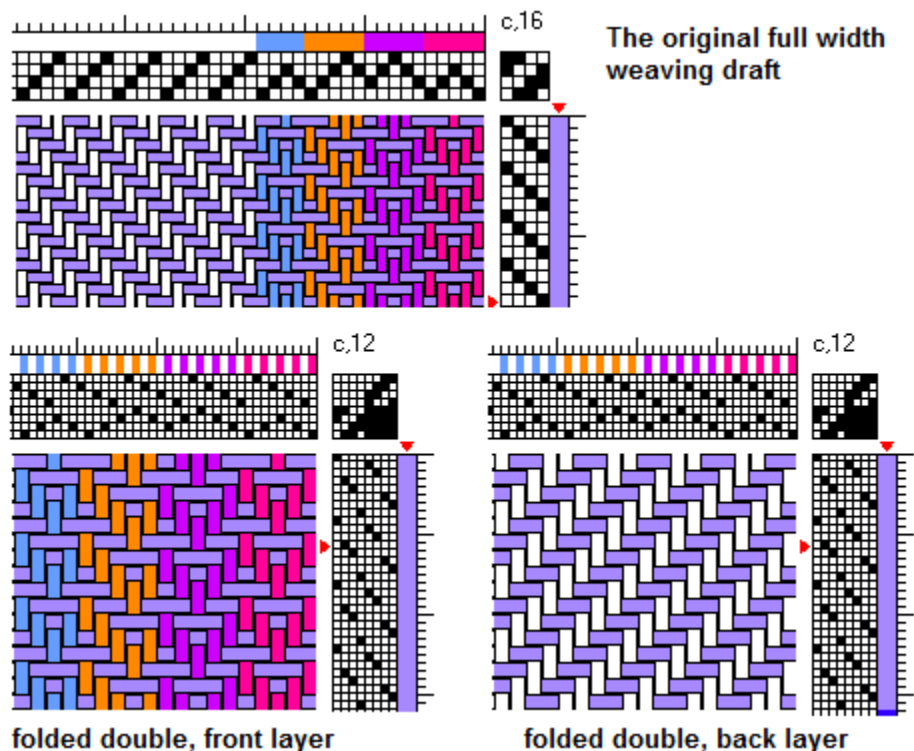 c,16
The original full width
weaving draft
c,12
c,12
folded double, front layer
folded double, back layer